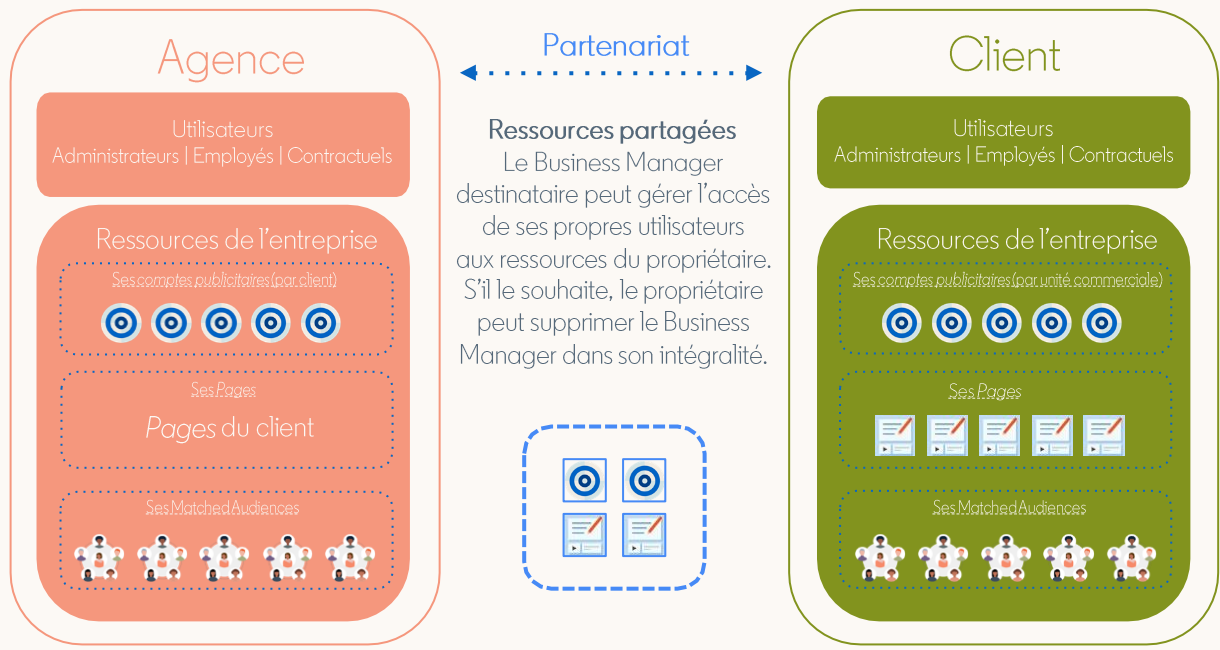 Agence
Utilisateurs
Administrateurs | Employés | Contractuels
Ressources de l'entreprise
Ses comptes publicitaires (par client)
Ses Pages
Pages du client
Ses Matched Audiences
Partenariat
Ressources partagées
Le Business Manager
destinataire peut gérer l'accès
de ses propres utilisateurs
aux ressources du propriétaire.
S'il le souhaite, le propriétaire
peut supprimer le Business
Manager dans son intégralité.
Client
Utilisateurs
Administrateurs | Employés | Contractuels
Ressources de l'entreprise
Ses comptes publicitaires (par unité commerciale)
Ses Pages
Ses Matched Audiences